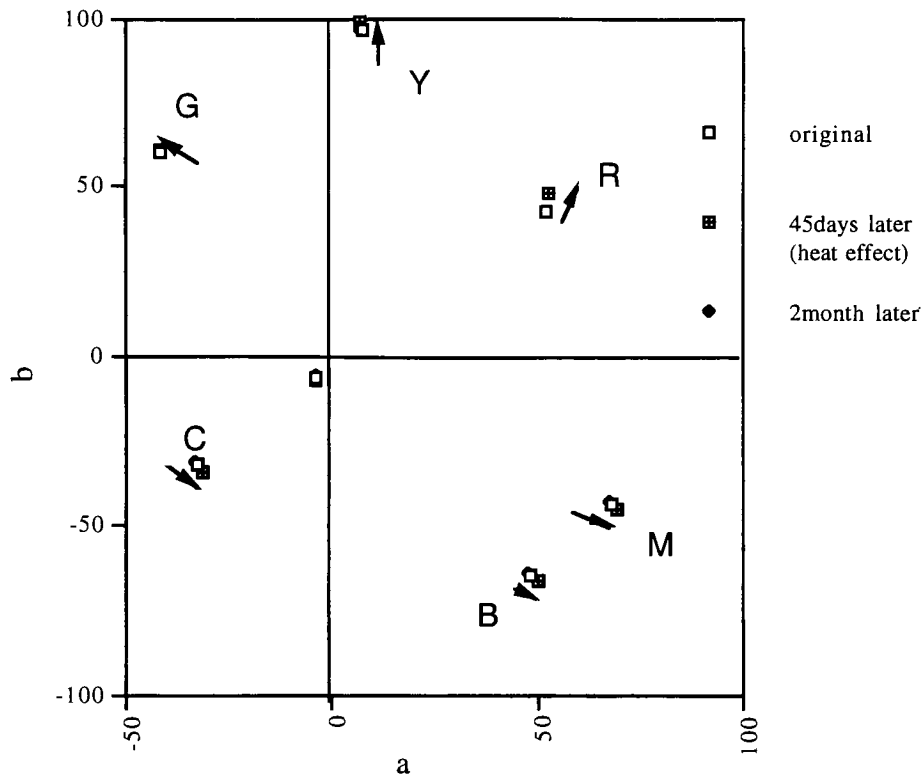 100
50
0
-50
-100
b
-50
0
50
100
a
G
Y
R
C
M
B
original
45days later
(heat effect)
2month later